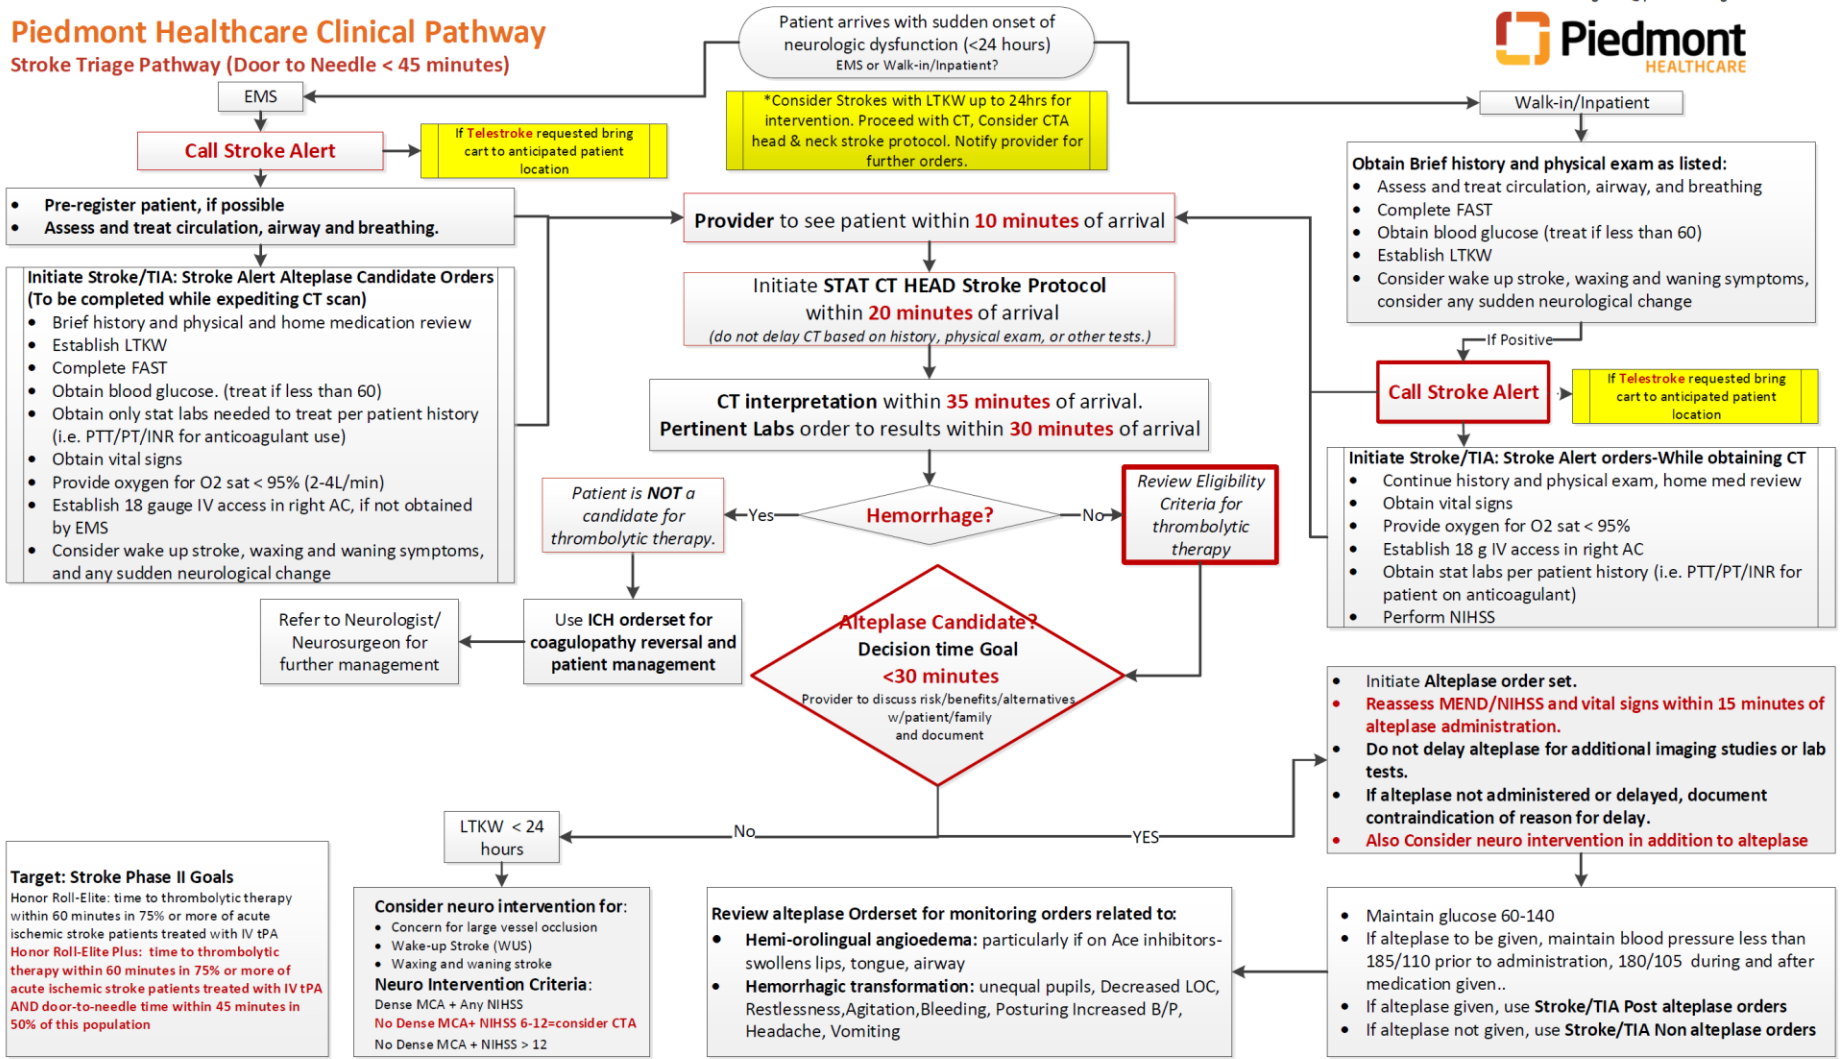 Piedmont Healthcare Clinical Pathway
Stroke Triage Pathway (Door to Needle < 45 minutes)
Patient arrives with sudden onset of
neurologic dysfunction (<24 hours)
EMS or Walk-in/Inpatient?
Piedmont
HEALTHCARE
EMS
Walk-in/Inpatient
*Consider Strokes with LTKW up to 24hrs for
intervention. Proceed with CT, Consider CTA
head & neck stroke protocol. Notify provider for
further orders.
Call Stroke Alert
If Telestroke requested bring
cart to anticipated patient
location
• Pre-register patient, if possible
• Assess and treat circulation, airway and breathing.
Initiate Stroke/TIA: Stroke Alert Alteplase Candidate Orders
(To be completed while expediting CT scan)
• Brief history and physical and home medication review
• Establish LTKW
• Complete FAST
• Obtain blood glucose. (treat if less than 60)
• Obtain only stat labs needed to treat per patient history
(i.e. PTT/PT/INR for anticoagulant use)
• Obtain vital signs
• Provide oxygen for O2 sat < 95% (2-4L/min)
• Establish 18 gauge IV access in right AC, if not obtained
by EMS
• Consider wake up stroke, waxing and waning symptoms,
and any sudden neurological change
Provider to see patient within 10 minutes of arrival
Initiate STAT CT HEAD Stroke Protocol
within 20 minutes of arrival
(do not delay CT based on history, physical exam, or other tests.)
CT interpretation within 35 minutes of arrival.
Pertinent Labs order to results within 30 minutes of arrival
Obtain Brief history and physical exam as listed:
• Assess and treat circulation, airway, and breathing
• Complete FAST
• Obtain blood glucose (treat if less than 60)
• Establish LTKW
• Consider wake up stroke, waxing and waning symptoms,
consider any sudden neurological change
If Positive
Call Stroke Alert
If Telestroke requested bring
cart to anticipated patient
location
Initiate Stroke/TIA: Stroke Alert orders-While obtaining CT
• Continue history and physical exam, home med review
• Obtain vital signs
• Provide oxygen for O2 sat < 95%
• Establish 18 g IV access in right AC
• Obtain stat labs per patient history (i.e. PTT/PT/INR for
patient on anticoagulant)
• Perform NIHSS
Hemorrhage?
Yes
No
Patient is NOT a
candidate for
thrombolytic therapy.
Review Eligibility
Criteria for
thrombolytic
therapy
Use ICH orderset for
coagulopathy reversal and
patient management
Refer to Neurologist/
Neurosurgeon for
further management
Alteplase Candidate?
Decision time Goal
<30 minutes
Provider to discuss risk/benefits/alternatives
w/patient/family
and document
No
YES
• Initiate Alteplase order set.
• Reassess MEND/NIHSS and vital signs within 15 minutes of
alteplase administration.
• Do not delay alteplase for additional imaging studies or lab
tests.
• If alteplase not administered or delayed, document
contraindication of reason for delay.
• Also Consider neuro intervention in addition to alteplase
LTKW < 24
hours
Target: Stroke Phase II Goals
Honor Roll-Elite: time to thrombolytic therapy
within 60 minutes in 75% or more of acute
ischemic stroke patients treated with IV tPA
Honor Roll-Elite Plus: time to thrombolytic
therapy within 60 minutes in 75% or more of
acute ischemic stroke patients treated with IV tPA
AND door-to-needle time within 45 minutes in
50% of this population
Consider neuro intervention for:
• Concern for large vessel occlusion
• Wake-up Stroke (WUS)
• Waxing and waning stroke
Neuro Intervention Criteria:
Dense MCA + Any NIHSS
No Dense MCA+ NIHSS 6-12=consider CTA
No Dense MCA + NIHSS > 12
Review alteplase Orderset for monitoring orders related to:
• Hemi-orolingual angioedema: particularly if on Ace inhibitors-
swollens lips, tongue, airway
• Hemorrhagic transformation: unequal pupils, Decreased LOC,
Restlessness,Agitation,Bleeding, Posturing Increased B/P,
Headache, Vomiting
• Maintain glucose 60-140
• If alteplase to be given, maintain blood pressure less than
185/110 prior to administration, 180/105 during and after
medication given..
• If alteplase given, use Stroke/TIA Post alteplase orders
• If alteplase not given, use Stroke/TIA Non alteplase orders